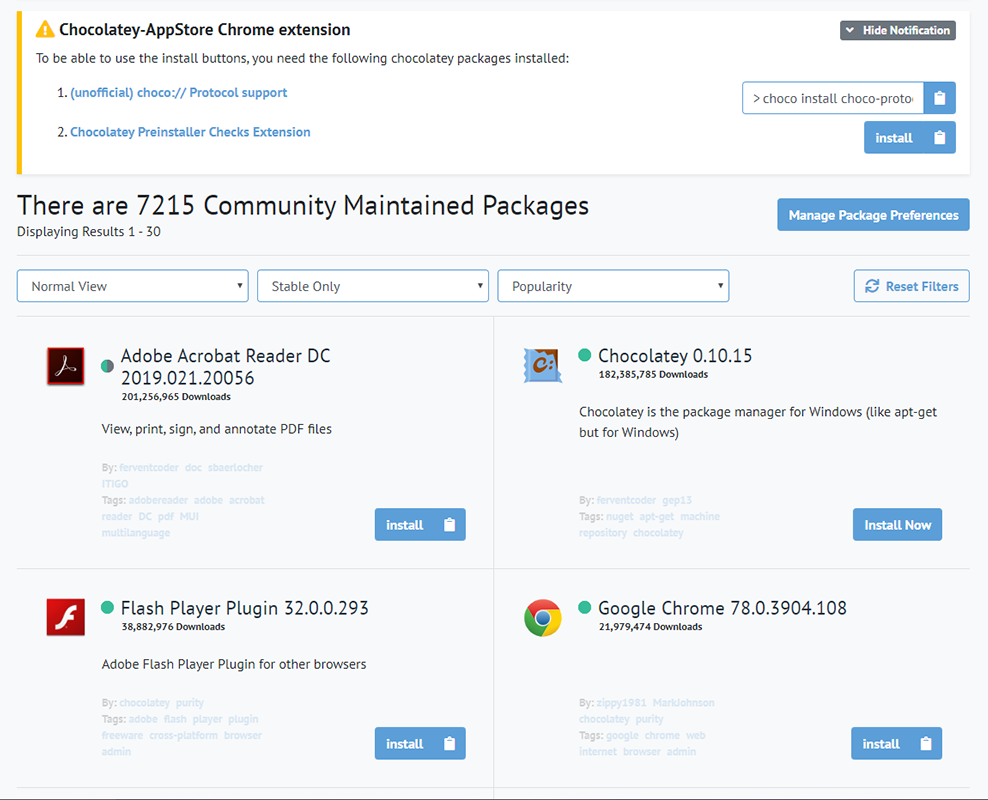 Chocolatey-AppStore Chrome extension
Hide Notification
To be able to use the install buttons, you need the following chocolatey packages installed:
1. (unofficial) choco:// Protocol support
> choco install choco-proto
2. Chocolatey Preinstaller Checks Extension
install
There are 7215 Community Maintained Packages
Manage Package Preferences
Displaying Results 1 - 30
Normal View
Stable Only
Popularity
Reset Filters
Adobe Acrobat Reader DC
2019.021.20056
201,256,965 Downloads
View, print, sign, and annotate PDF files
By: ferventcoder doc sbaerlocher
ITIGO
Tags: adobereader adobe acrobat
reader DC pdf MUI
multilanguage
install
Chocolatey 0.10.15
182,385,785 Downloads
Chocolatey is the package manager for Windows (like apt-get
but for Windows)
By: ferventcoder gep13
Tags: nuget apt-get machine
repository chocolatey
Install Now
Flash Player Plugin 32.0.0.293
38,882,976 Downloads
Adobe Flash Player Plugin for other browsers
By: chocolatey purity
Tags: adobe flash player plugin
freeware cross-platform browser
admin
install
Google Chrome 78.0.3904.108
21,979,474 Downloads
By: zippy1981 MarkJohnson
chocolatey purity
Tags: google chrome web
internet browser admin
install